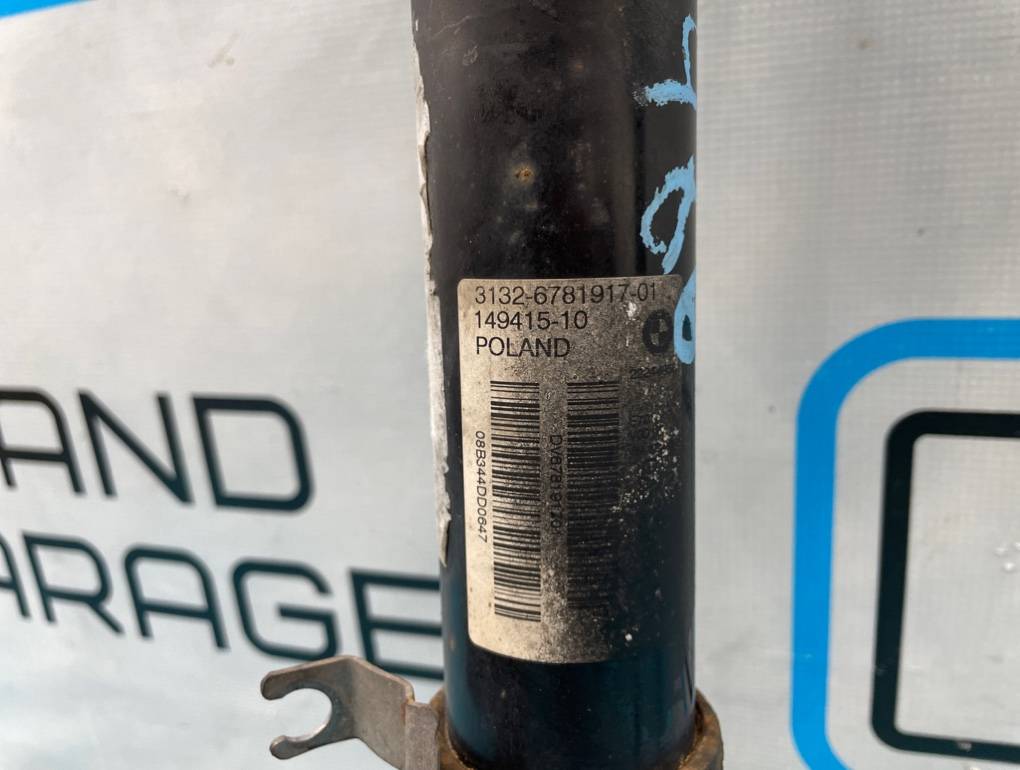 3132-6781917-01
149415-10
POLAND
08B344DD0647
AND
ARAGE